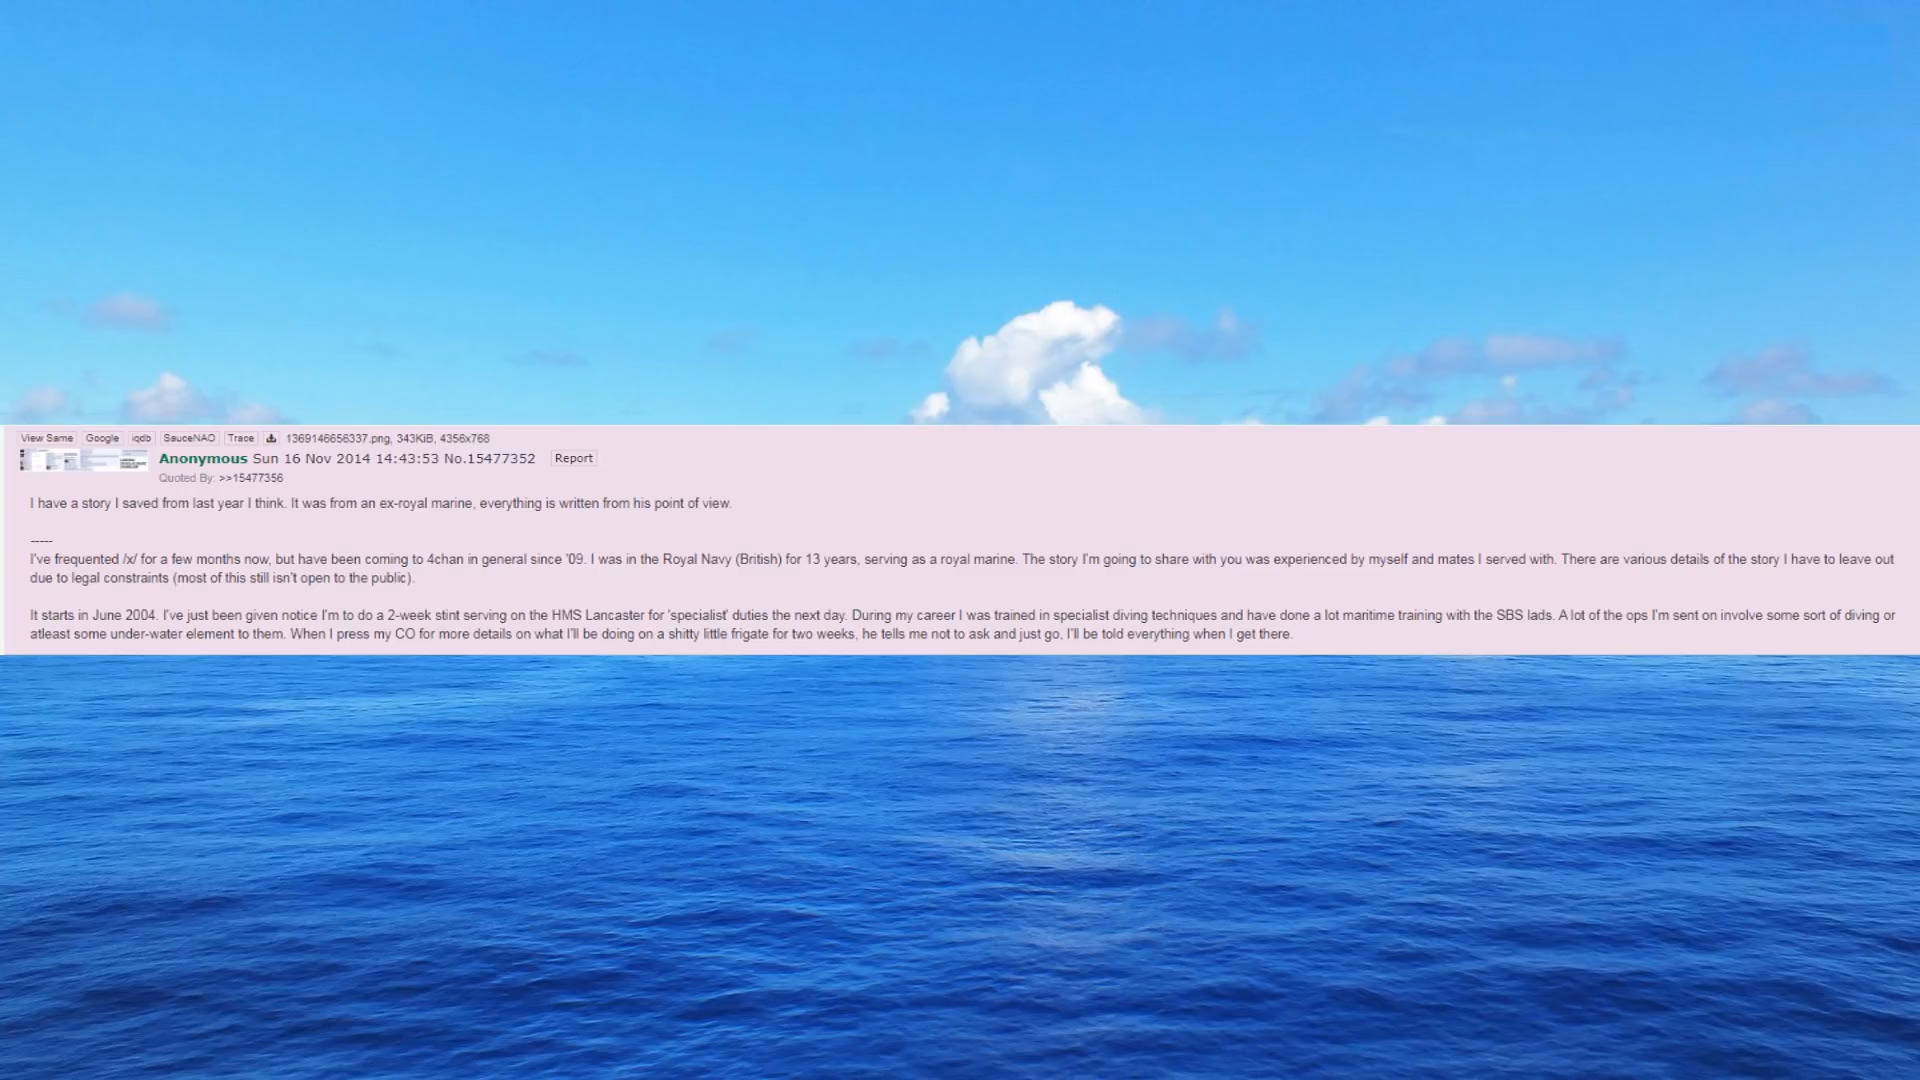 View Same Google iqdb SauceNAO Trace 1369146656337.png, 343KiB, 4356x768
Anonymous Sun 16 Nov 2014 14:43:53 No.15477352 Report
Quoted By: >>15477356
I have a story I saved from last year I think. It was from an ex-royal marine, everything is written from his point of view.
-----
I've frequented /x/ for a few months now, but have been coming to 4chan in general since '09. I was in the Royal Navy (British) for 13 years, serving as a royal marine. The story I'm going to share with you was experienced by myself and mates I served with. There are various details of the story I have to leave out
due to legal constraints (most of this still isn't open to the public).
It starts in June 2004. I've just been given notice I'm to do a 2-week stint serving on the HMS Lancaster for 'specialist' duties the next day. During my career I was trained in specialist diving techniques and have done a lot maritime training with the SBS lads. A lot of the ops I'm sent on involve some sort of diving or
atleast some under-water element to them. When I press my CO for more details on what I'll be doing on a shitty little frigate for two weeks, he tells me not to ask and just go, I'll be told everything when I get there.